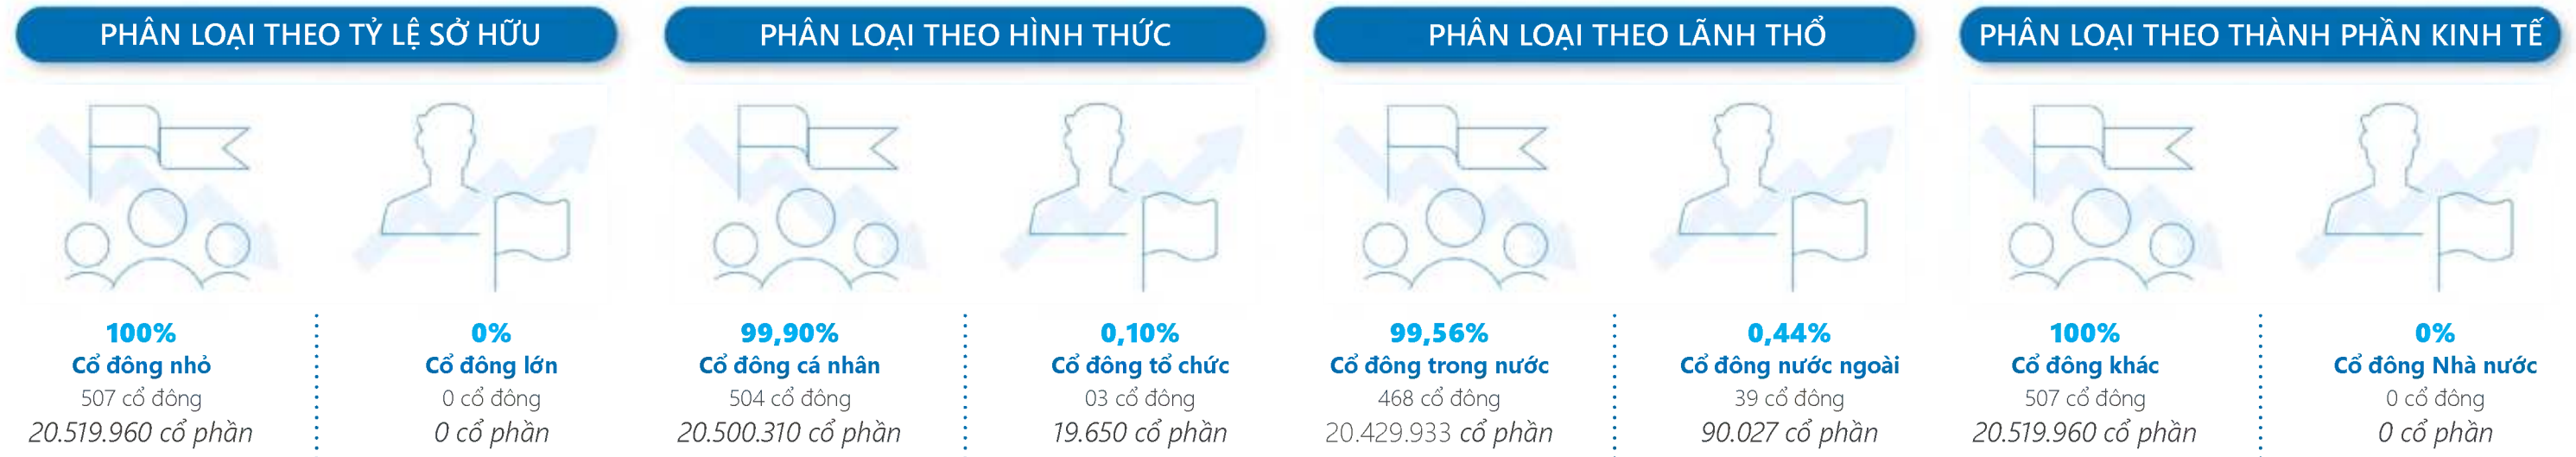 PHÂN LOẠI THEO TỶ LỆ SỞ HỮU
100%
Cổ đông nhỏ
507 cổ đông
20.519.960 cổ phần
0%
Cổ đông lớn
0 cổ đông
0 cổ phần
PHÂN LOẠI THEO HÌNH THỨC
99,90%
Cổ đông cá nhân
504 cổ đông
20.500.310 cổ phần
0,10%
Cổ đông tổ chức
03 cổ đông
19.650 cổ phần
PHÂN LOẠI THEO LÃNH THỔ
99,56%
Cổ đông trong nước
468 cổ đông
20.429.933 cổ phần
0,44%
Cổ đông nước ngoài
39 cổ đông
90.027 cổ phần
PHÂN LOẠI THEO THÀNH PHẦN KINH TẾ
100%
Cổ đông khác
507 cổ đông
20.519.960 cổ phần
0%
Cổ đông Nhà nước
0 cổ đông
0 cổ phần